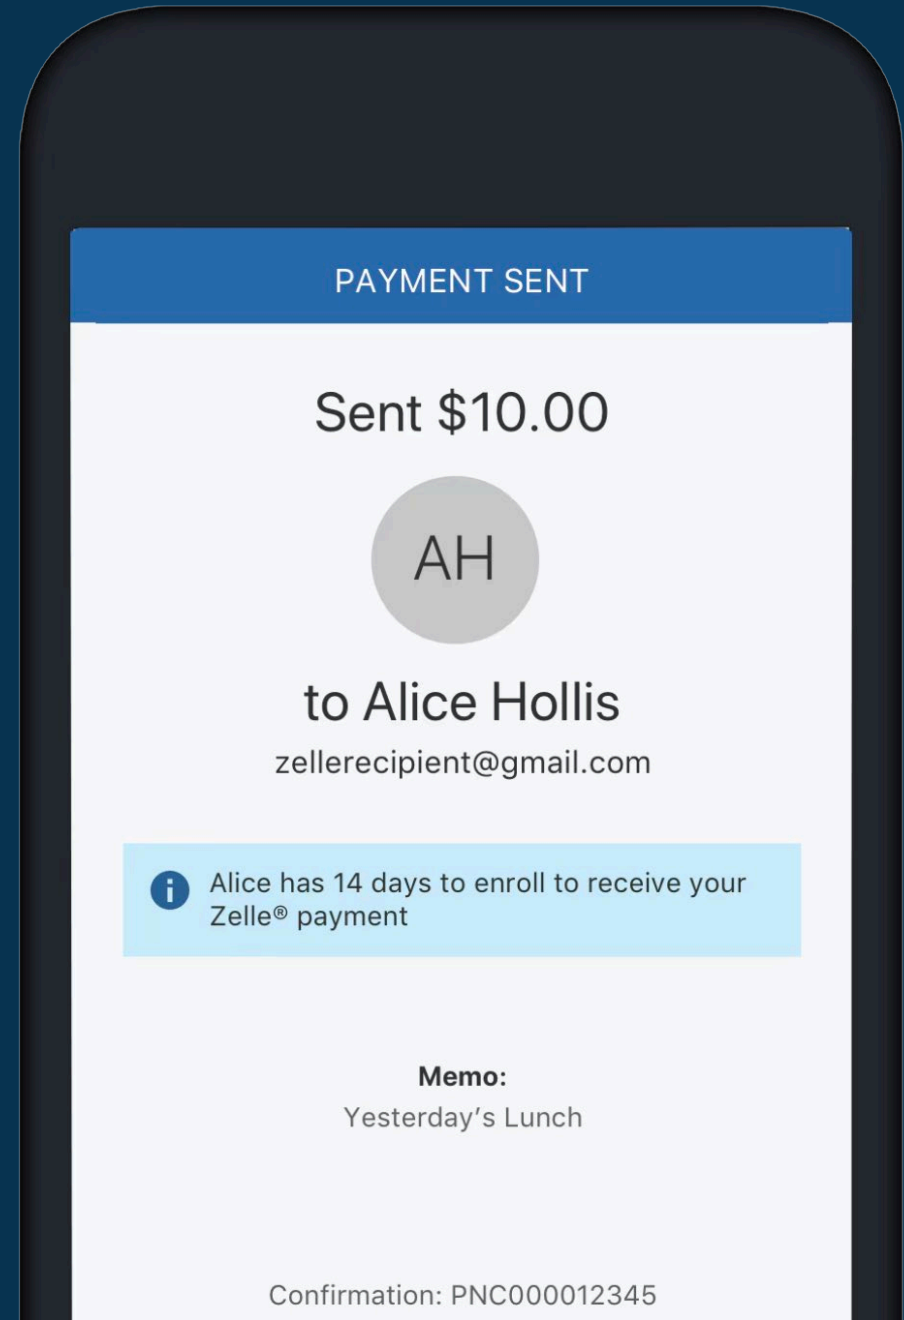 PAYMENT SENT
Sent $10.00
AH
to Alice Hollis
zellerecipient@gmail.com
i
Alice has 14 days to enroll to receive your
Zelle® payment
Memo:
Yesterday's Lunch
Confirmation: PNC000012345